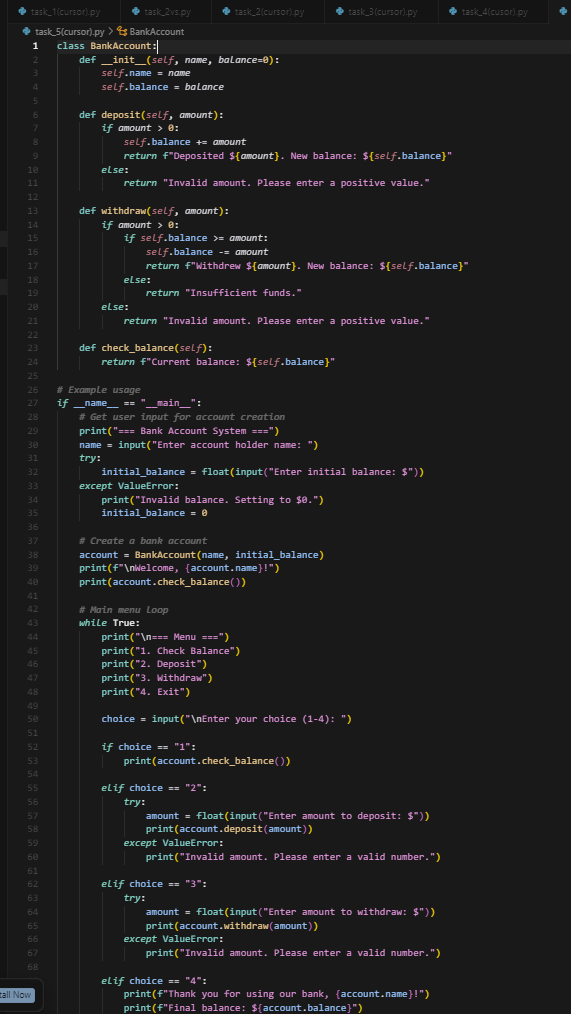 task_1(cursor).py task_2vs.py task_2(cursor).py task_3(cursor).py task_4(cusor).py
task_5(cursor).py > BankAccount
1 class BankAccount:
2 def __init__(self, name, balance=0):
3 self.name = name
4 self.balance = balance
5
6 def deposit(self, amount):
7 if amount > 0:
8 self.balance += amount
9 return f"Deposited ${amount}. New balance: ${self.balance}"
10 else:
11 return "Invalid amount. Please enter a positive value."
12
13 def withdraw(self, amount):
14 if amount > 0:
15 if self.balance >= amount:
16 self.balance -= amount
17 return f"Withdrew ${amount}. New balance: ${self.balance}"
18 else:
19 return "Insufficient funds."
20 else:
21 return "Invalid amount. Please enter a positive value."
22
23 def check_balance(self):
24 return f"Current balance: ${self.balance}"
25
26 # Example usage
27 if __name__ == "__main__":
28 # Get user input for account creation
29 print("=== Bank Account System ===")
30 name = input("Enter account holder name: ")
31 try:
32 initial_balance = float(input("Enter initial balance: $"))
33 except ValueError:
34 print("Invalid balance. Setting to $0.")
35 initial_balance = 0
36
37 # Create a bank account
38 account = BankAccount(name, initial_balance)
39 print(f"\nWelcome, {account.name}!")
40 print(account.check_balance())
41
42 # Main menu loop
43 while True:
44 print("\n=== Menu ===")
45 print("1. Check Balance")
46 print("2. Deposit")
47 print("3. Withdraw")
48 print("4. Exit")
49
50 choice = input("\nEnter your choice (1-4): ")
51
52 if choice == "1":
53 print(account.check_balance())
54
55 elif choice == "2":
56 try:
57 amount = float(input("Enter amount to deposit: $"))
58 print(account.deposit(amount))
59 except ValueError:
60 print("Invalid amount. Please enter a valid number.")
61
62 elif choice == "3":
63 try:
64 amount = float(input("Enter amount to withdraw: $"))
65 print(account.withdraw(amount))
66 except ValueError:
67 print("Invalid amount. Please enter a valid number.")
68
elif choice == "4":
tall Now print(f"Thank you for using our bank, {account.name}!")
print(f"Final balance: ${account.balance}")